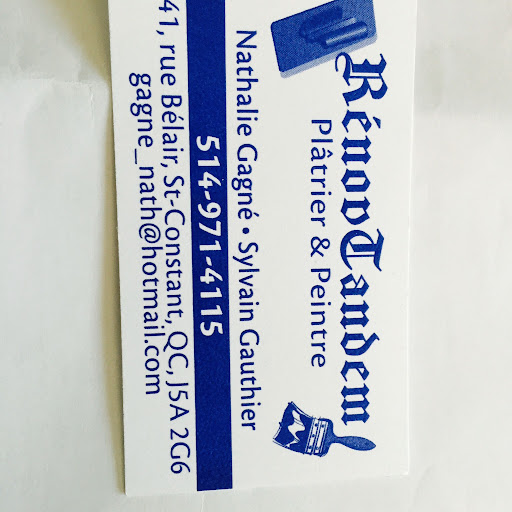 RénovTandem
Plâtrier & Peintre
Nathalie Gagné • Sylvain Gauthier
514-971-4115
41, rue Bélair, St-Constant, QC, J5A 2G6
gagne_nath@hotmail.com